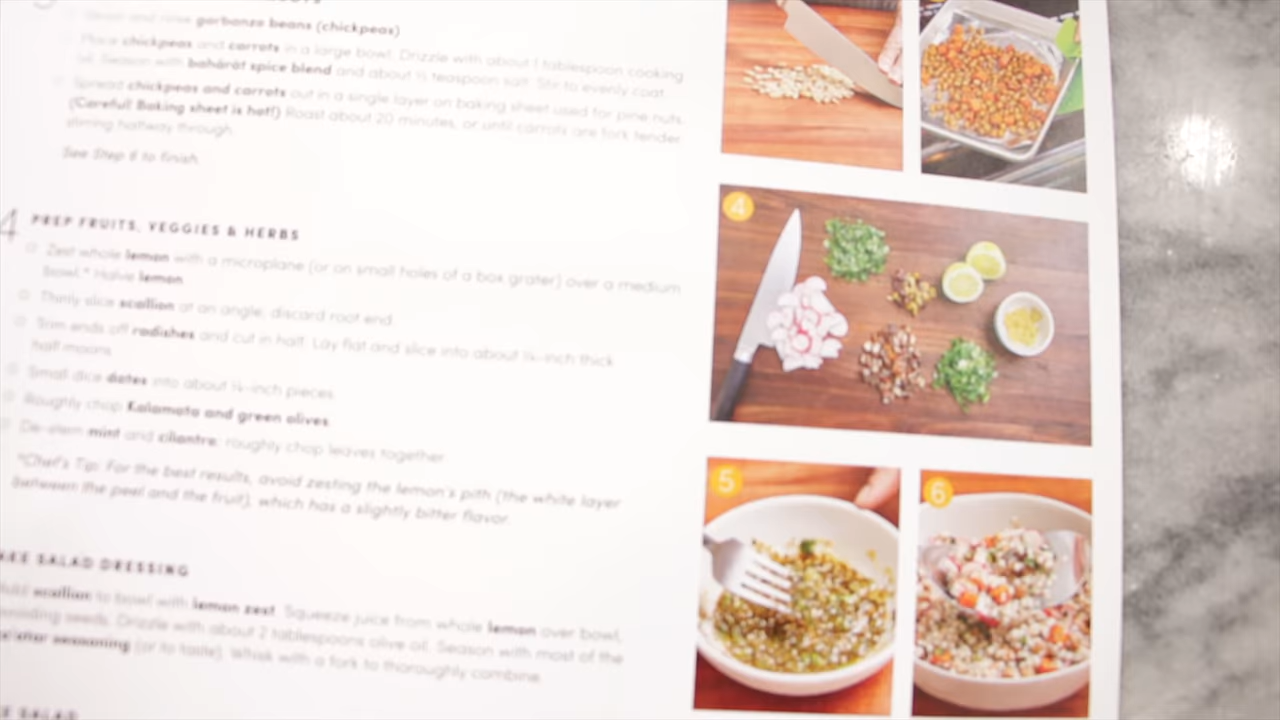 and rinse garbanzo beans (chickpeas)
Place chickpeas and carrots in a large bowl. Drizzle with about 1 tablespoon cooking
oil. Season with bahārāt spice blend and about ½ teaspoon salt. Stir to evenly coat.
Spread chickpeas and carrots out in a single layer on baking sheet used for pine nuts.
(Careful! Baking sheet is hot!) Roast about 20 minutes, or until carrots are fork tender,
stirring halfway through.
See Step 6 to finish.
4 PREP FRUITS, VEGGIES & HERBS
Zest whole lemon with a microplane (or on small holes of a box grater) over a medium
bowl.* Halve lemon.
Thinly slice scallion at an angle; discard root end.
Trim ends off radishes and cut in half. Lay flat and slice into about ¼-inch thick
half moons.
Small dice dates into about ¼-inch pieces.
Roughly chop Kalamata and green olives.
De-stem mint and cilantro; roughly chop leaves together.
*Chef's Tip: For the best results, avoid zesting the lemon's pith (the white layer
between the peel and the fruit), which has a slightly bitter flavor.
SALAD DRESSING
Add scallion to bowl with lemon zest. Squeeze juice from whole lemon over bowl,
avoiding seeds. Drizzle with about 2 tablespoons olive oil. Season with most of the
za'atar seasoning (or to taste). Whisk with a fork to thoroughly combine.
SALAD
4
5
6